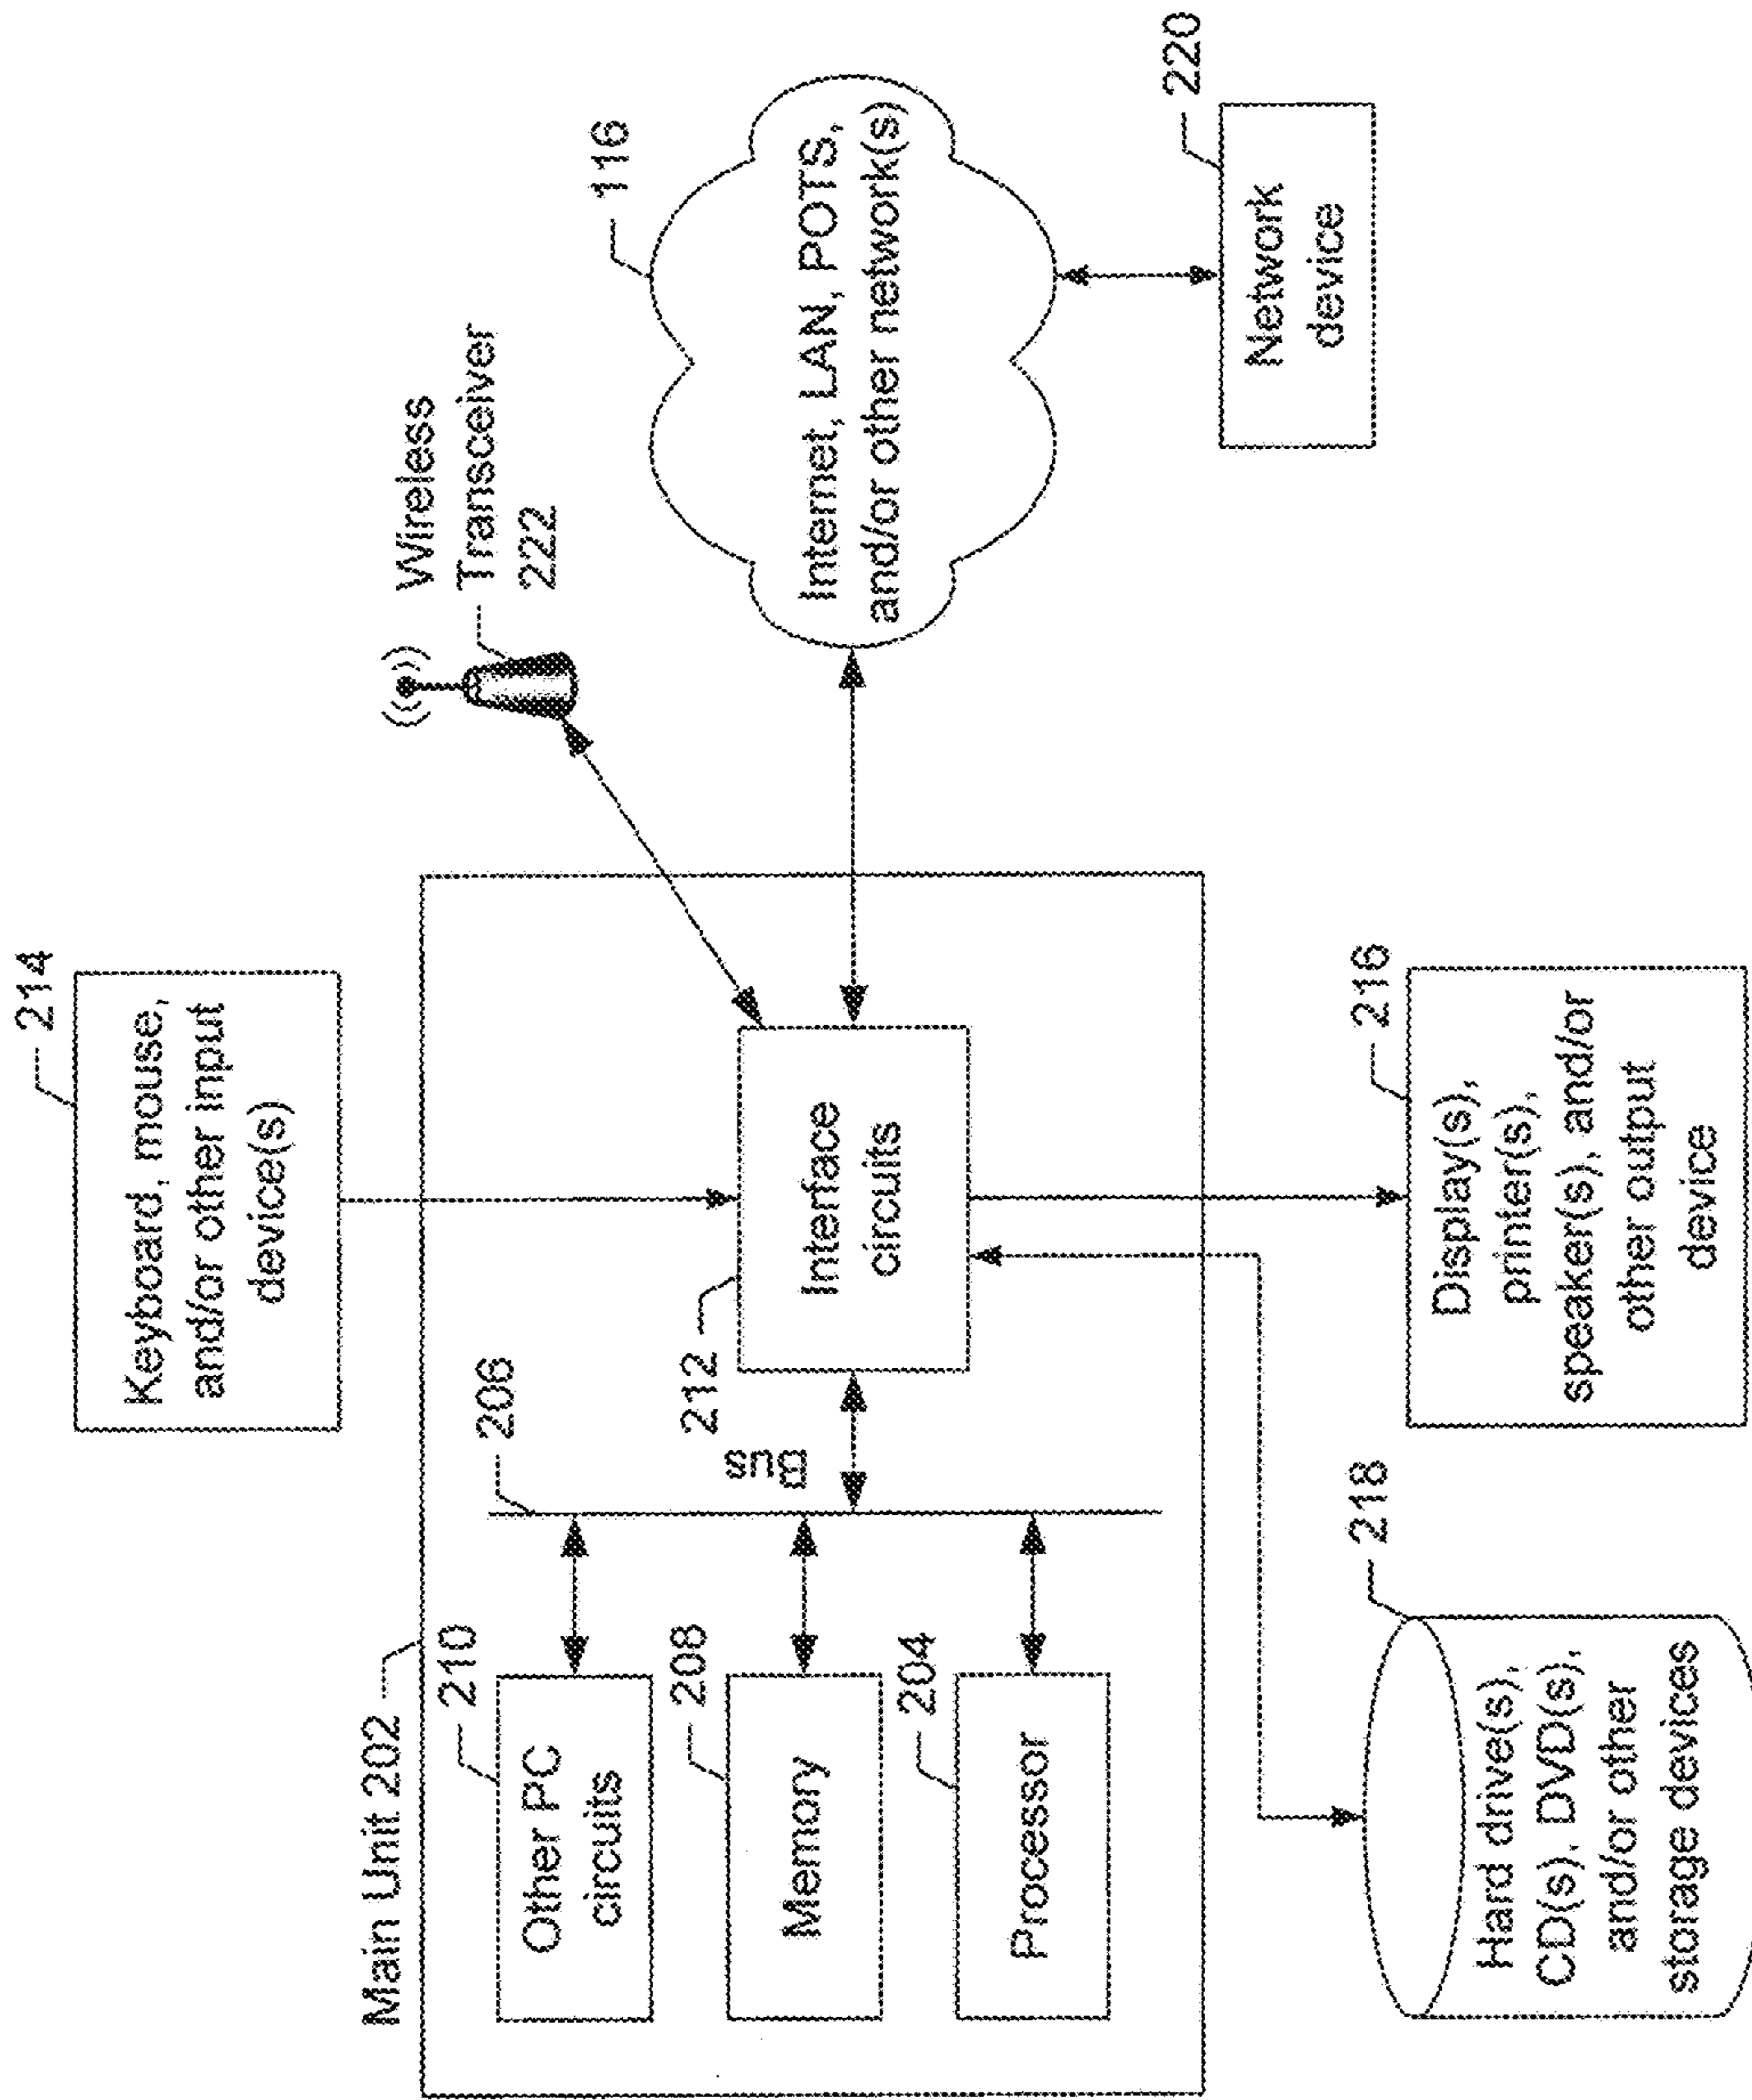 214
Keyboard, mouse,
and/or other input
device(s)
Wireless
Transceiver
222
116
Internet, LAN, POTS,
and/or other network(s)
220
Network
device
Main Unit 202
210
Other PC
circuits
208
Memory
204
Processor
206
Bus
212
Interface
circuits
218
Hard drive(s),
CD(s), DVD(s),
and/or other
storage devices
216
Display(s),
printer(s),
speaker(s), and/or
other output
device